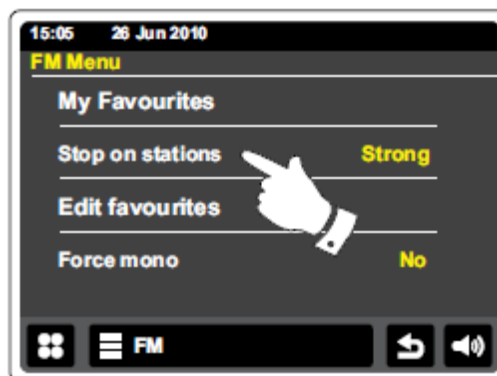 15:05 26 Jun 2010
FM Menu
My Favourites
Stop on stations Strong
Edit favourites
Force mono No
FM